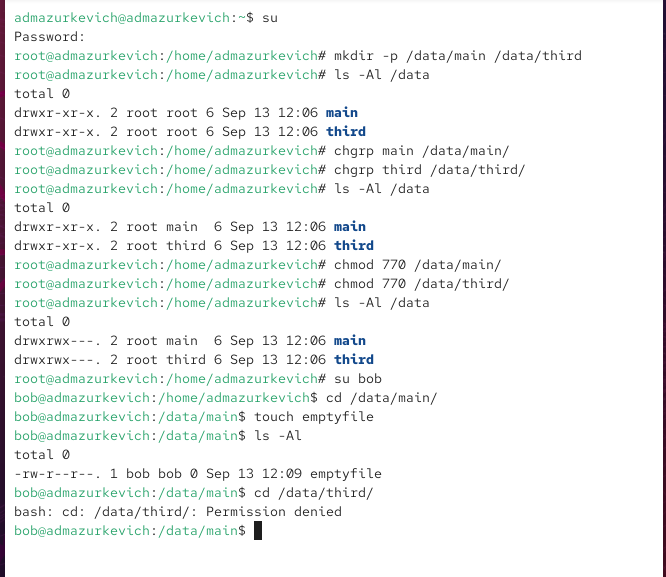 admazurkevich@admazurkevich:~$ su
Password:
root@admazurkevich:/home/admazurkevich# mkdir -p /data/main /data/third
root@admazurkevich:/home/admazurkevich# ls -Al /data
total 0
drwxr-xr-x. 2 root root 6 Sep 13 12:06 main
drwxr-xr-x. 2 root root 6 Sep 13 12:06 third
root@admazurkevich:/home/admazurkevich# chgrp main /data/main/
root@admazurkevich:/home/admazurkevich# chgrp third /data/third/
root@admazurkevich:/home/admazurkevich# ls -Al /data
total 0
drwxr-xr-x. 2 root main  6 Sep 13 12:06 main
drwxr-xr-x. 2 root third 6 Sep 13 12:06 third
root@admazurkevich:/home/admazurkevich# chmod 770 /data/main/
root@admazurkevich:/home/admazurkevich# chmod 770 /data/third/
root@admazurkevich:/home/admazurkevich# ls -Al /data
total 0
drwxrwx---. 2 root main  6 Sep 13 12:06 main
drwxrwx---. 2 root third 6 Sep 13 12:06 third
root@admazurkevich:/home/admazurkevich# su bob
bob@admazurkevich:/home/admazurkevich$ cd /data/main/
bob@admazurkevich:/data/main$ touch emptyfile
bob@admazurkevich:/data/main$ ls -Al
total 0
-rw-r--r--. 1 bob bob 0 Sep 13 12:09 emptyfile
bob@admazurkevich:/data/main$ cd /data/third/
bash: cd: /data/third/: Permission denied
bob@admazurkevich:/data/main$